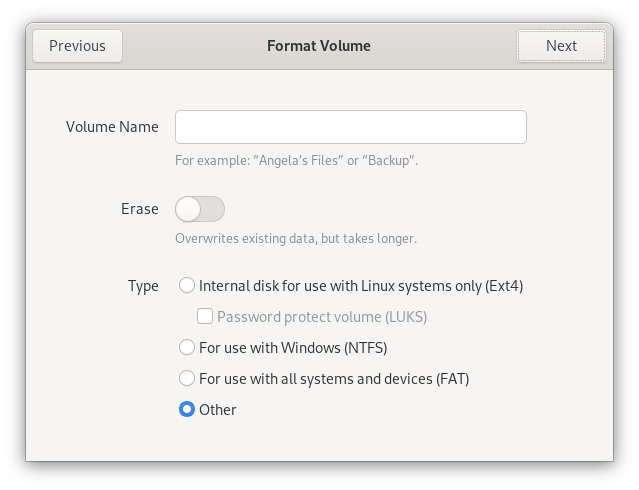 Previous Format Volume Next
Volume Name
For example: “Angela’s Files” or “Backup”.
Erase
Overwrites existing data, but takes longer.
Type Internal disk for use with Linux systems only (Ext4)
Password protect volume (LUKS)
For use with Windows (NTFS)
For use with all systems and devices (FAT)
Other